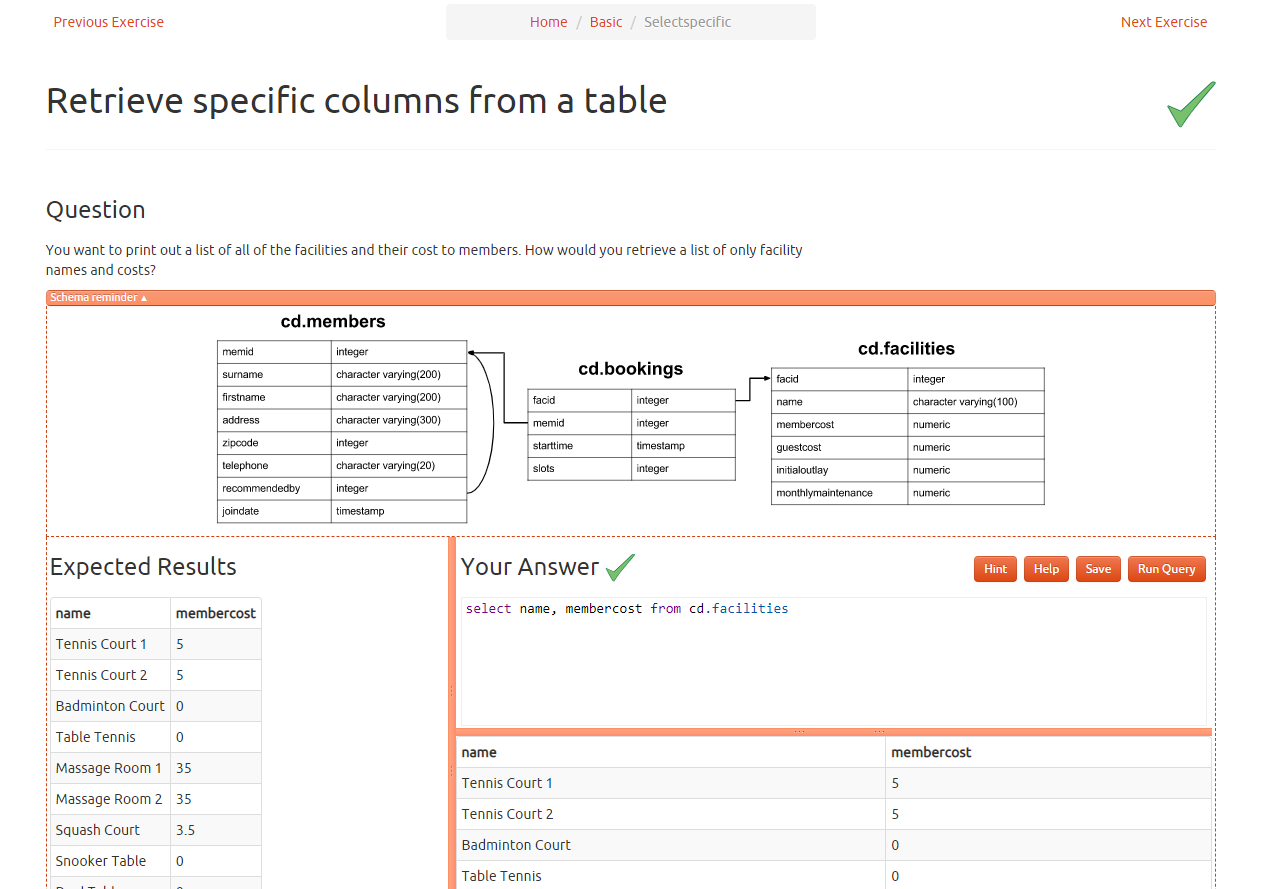 Previous Exercise
Home / Basic / Selectspecific
Next Exercise
Retrieve specific columns from a table
Question
You want to print out a list of all of the facilities and their cost to members. How would you retrieve a list of only facility
names and costs?
Schema reminder ▴
cd.members
memid integer
surname character varying(200)
firstname character varying(200)
address character varying(300)
zipcode integer
telephone character varying(20)
recommendedby integer
joindate timestamp
cd.bookings
facid integer
memid integer
starttime timestamp
slots integer
cd.facilities
facid integer
name character varying(100)
membercost numeric
guestcost numeric
initialoutlay numeric
monthlymaintenance numeric
Expected Results
name membercost
Tennis Court 1 5
Tennis Court 2 5
Badminton Court 0
Table Tennis 0
Massage Room 1 35
Massage Room 2 35
Squash Court 3.5
Snooker Table 0
Your Answer
Hint Help Save Run Query
select name, membercost from cd.facilities
name membercost
Tennis Court 1 5
Tennis Court 2 5
Badminton Court 0
Table Tennis 0